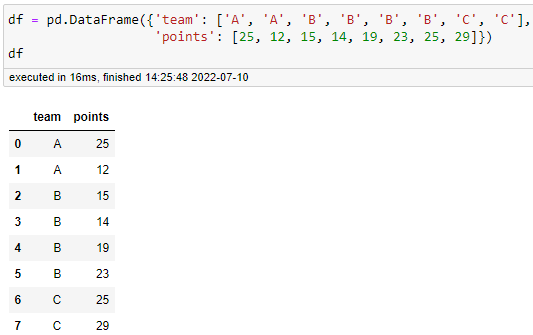 df = pd.DataFrame({'team': ['A', 'A', 'B', 'B', 'B', 'B', 'C', 'C'],
'points': [25, 12, 15, 14, 19, 23, 25, 29]})
df
executed in 16ms, finished 14:25:48 2022-07-10
team points
0 A 25
1 A 12
2 B 15
3 B 14
4 B 19
5 B 23
6 C 25
7 C 29